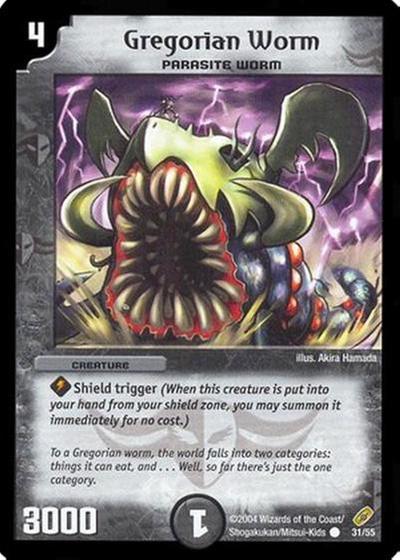 4
Gregorian Worm
PARASITE WORM
illus. Akira Hamada
CREATURE
Shield trigger (When this creature is put into
your hand from your shield zone, you may summon it
immediately for no cost.)
To a Gregorian worm, the world falls into two categories:
things it can eat, and . . . Well, so far there's just the one
category.
3000
1
©2004 Wizards of the Coast/
Shogakukan/Mitsui-Kids
31/55